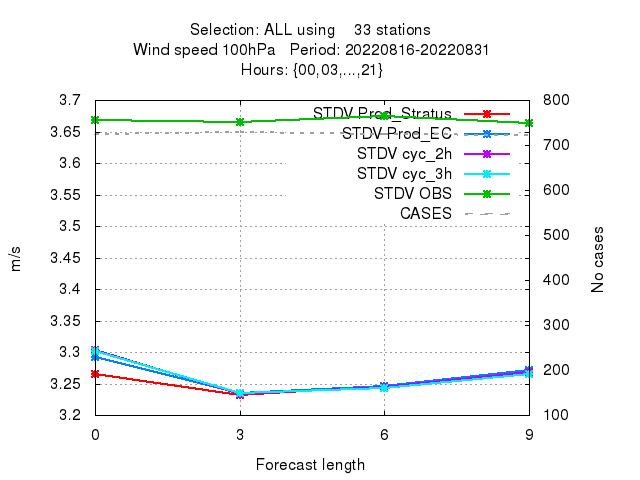 Selection: ALL using 33 stations
Wind speed 100hPa Period: 20220816-20220831
Hours: {00,03,...,21}
3.7
3.65
3.6
3.55
3.5
3.45
3.4
3.35
3.3
3.25
3.2
800
700
600
500
400
300
200
100
m/s
No cases
STDV Prod_Stratus
STDV Prod_EC
STDV cyc_2h
STDV cyc_3h
STDV OBS
CASES
0 3 6 9
Forecast length